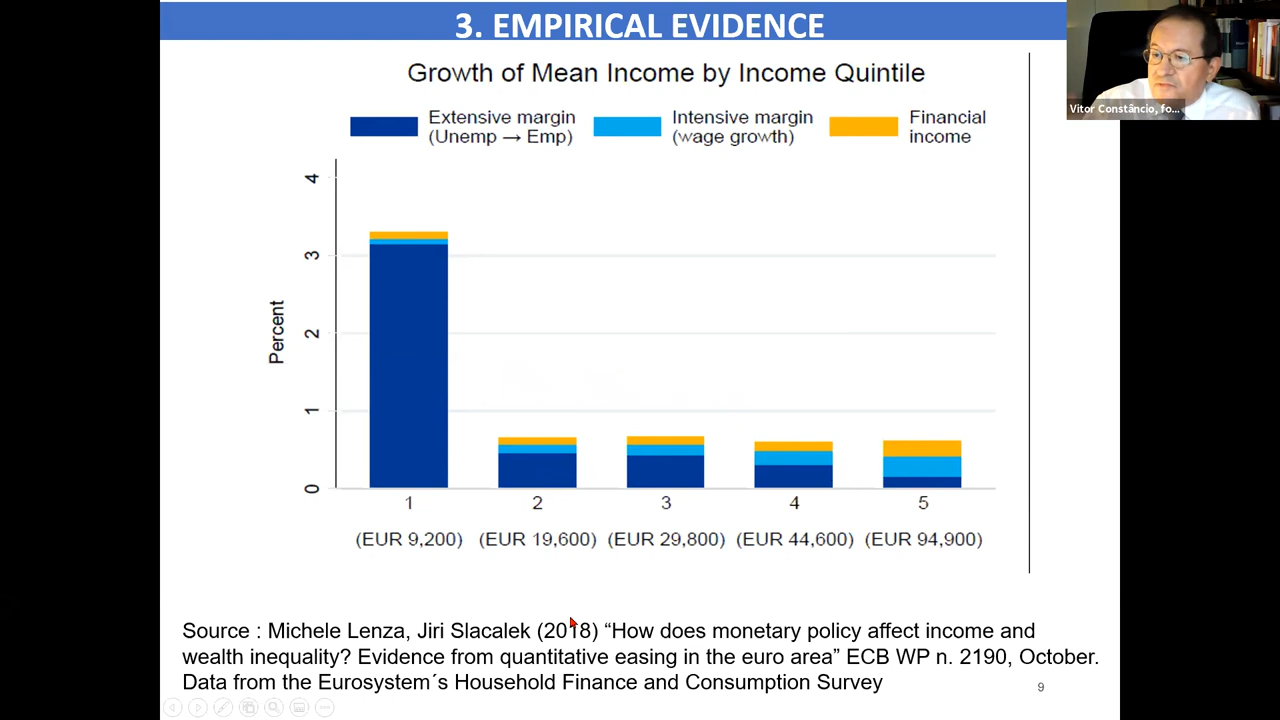 3. EMPIRICAL EVIDENCE
Vitor Constâncio, fo...
Growth of Mean Income by Income Quintile
Extensive margin
(Unemp → Emp)
Intensive margin
(wage growth)
Financial
income
Percent
4
3
2
1
0
1 2 3 4 5
(EUR 9,200) (EUR 19,600) (EUR 29,800) (EUR 44,600) (EUR 94,900)
Source : Michele Lenza, Jiri Slacalek (2018) “How does monetary policy affect income and
wealth inequality? Evidence from quantitative easing in the euro area” ECB WP n. 2190, October.
Data from the Eurosystem´s Household Finance and Consumption Survey
9